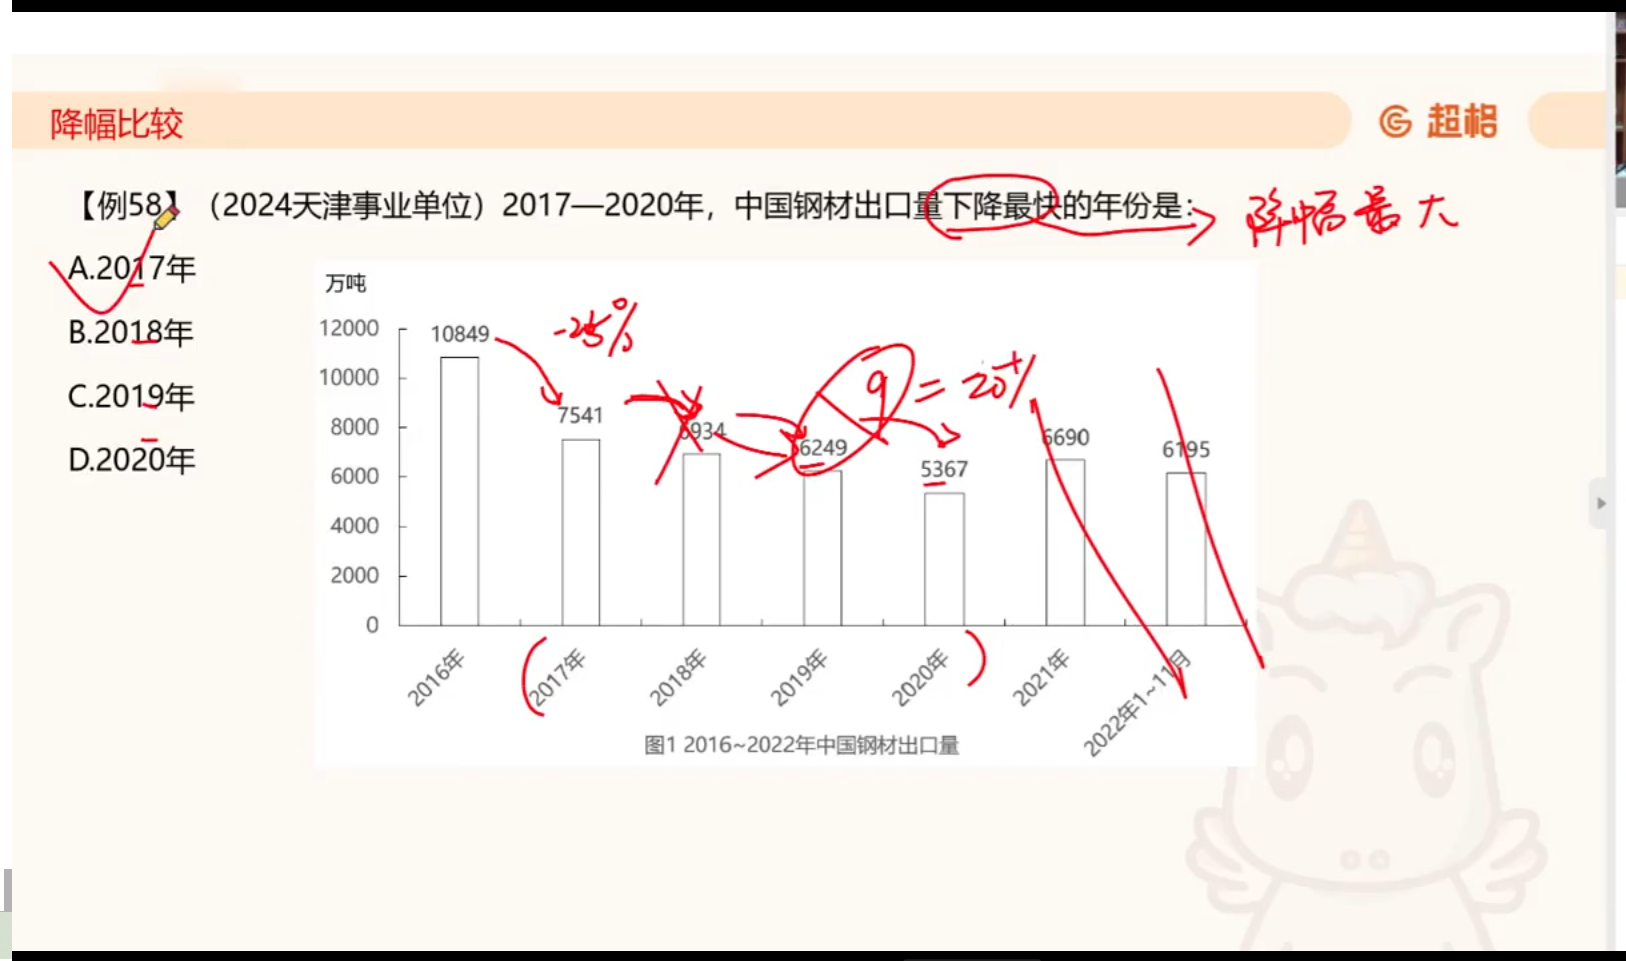 降幅比较
超格
【例58】（2024天津事业单位）2017—2020年，中国钢材出口量下降最快的年份是：
降幅最大
A.2017年
B.2018年
C.2019年
D.2020年
万吨
12000
10000
8000
6000
4000
2000
0
10849
7541
6934
6249
5367
6690
6195
-25%
9
=20+%
2016年
2017年
2018年
2019年
2020年
2021年
2022年1~11月
图1 2016~2022年中国钢材出口量